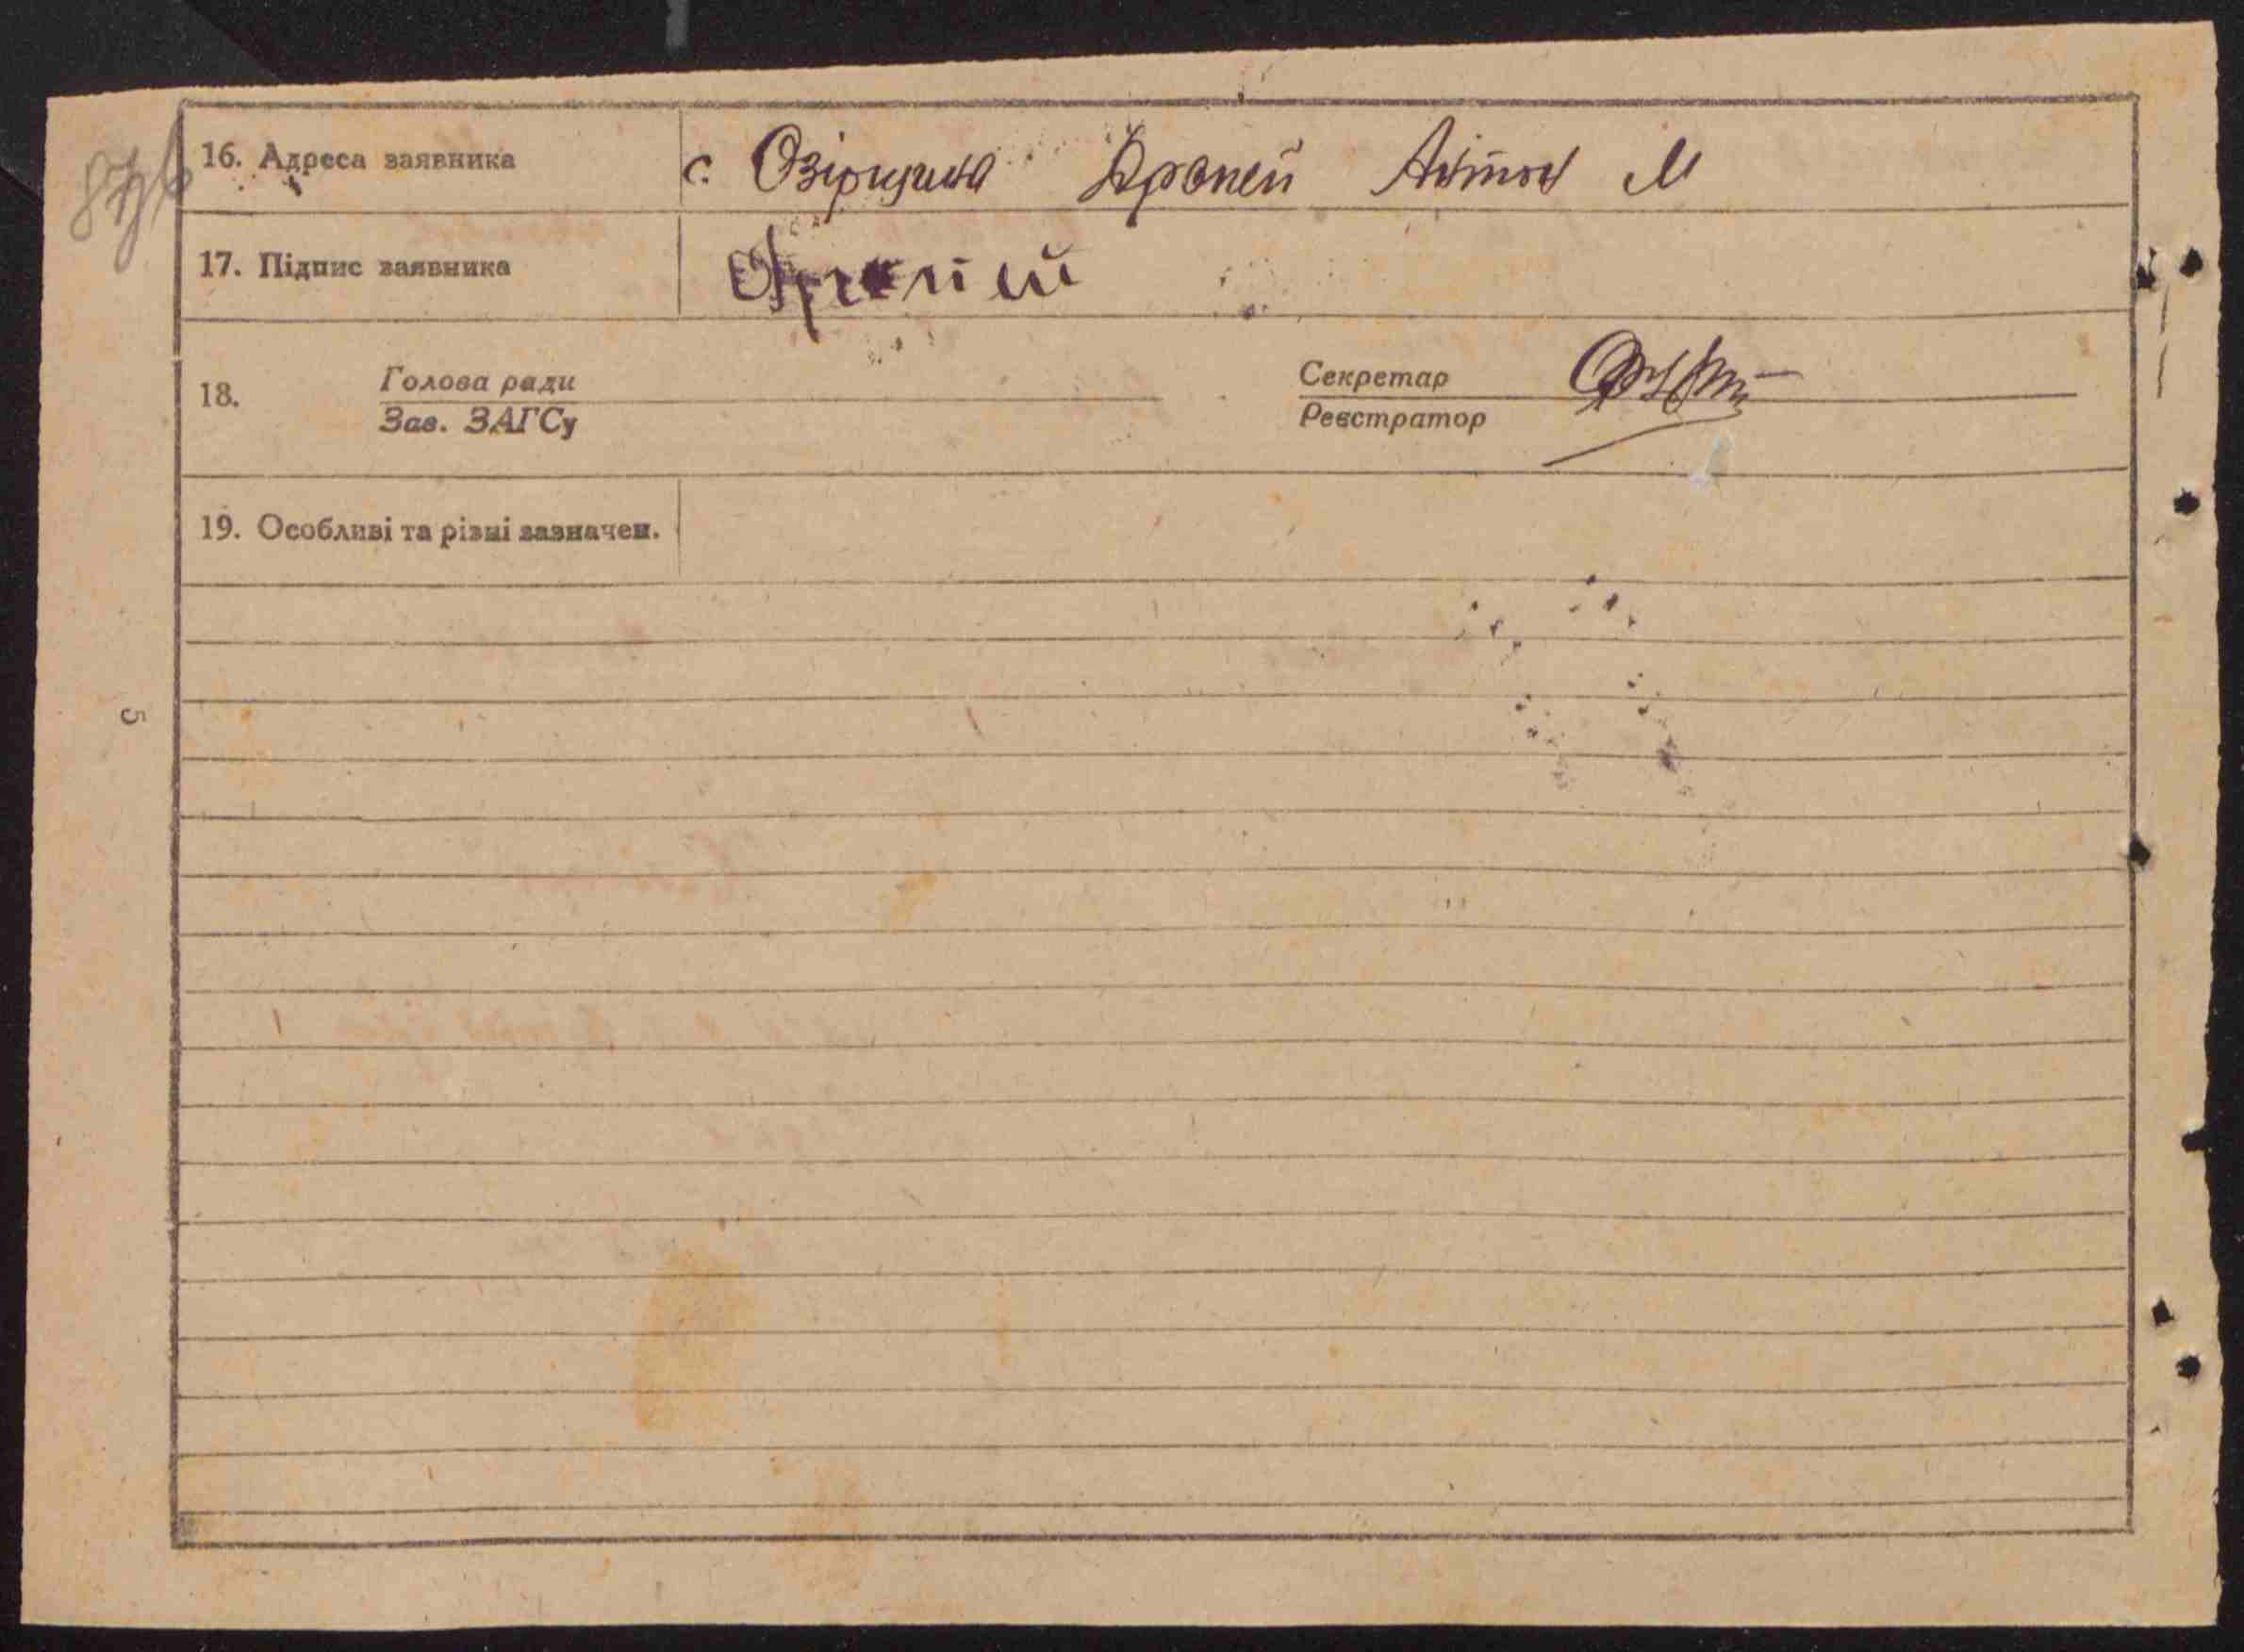 16. Адреса заявника с. Озірщина Дропей Антон М
17. Підпис заявника
18. Голова ради Секретар
Зав. ЗАГСу Реєстратор
19. Особливі та різні зазначен.
5